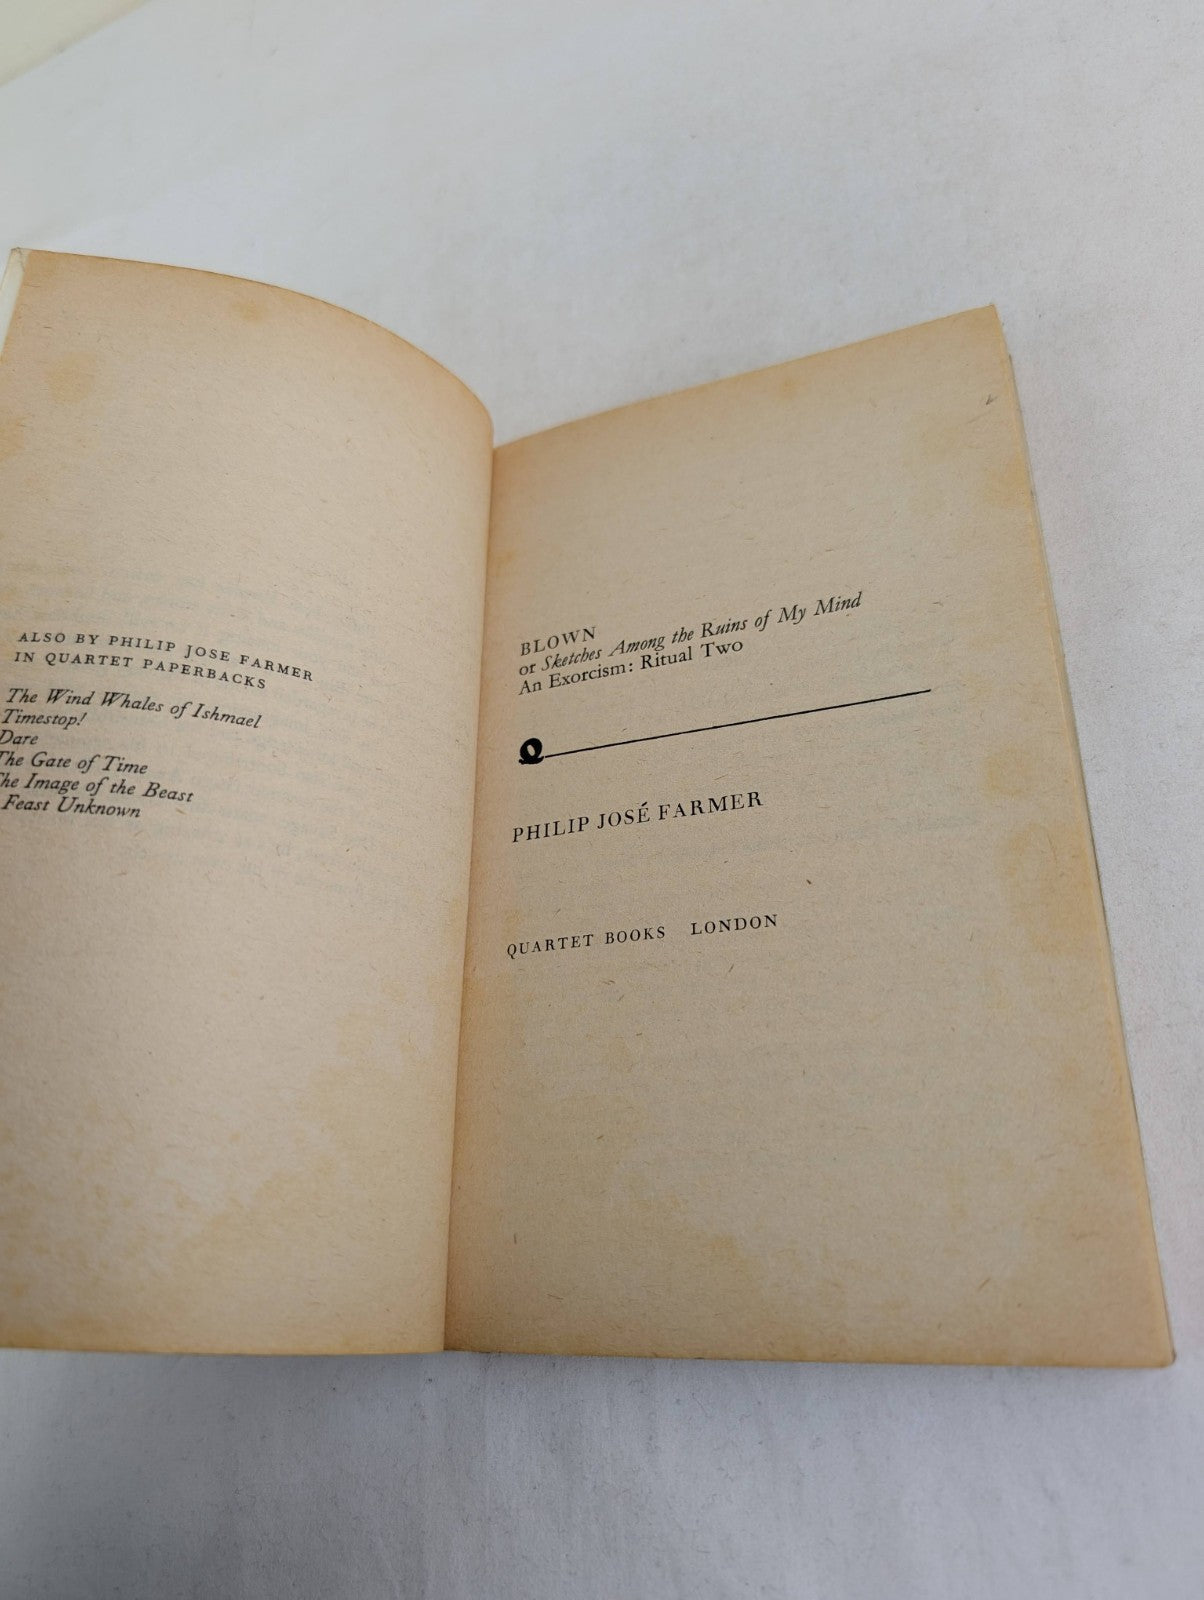 ALSO BY PHILIP JOSE FARMER
IN QUARTET PAPERBACKS
The Wind Whales of Ishmael
Timestop!
Dare
The Gate of Time
The Image of the Beast
Feast Unknown
BLOWN
or Sketches Among the Ruins of My Mind
An Exorcism: Ritual Two
Q
PHILIP JOSÉ FARMER
QUARTET BOOKS LONDON